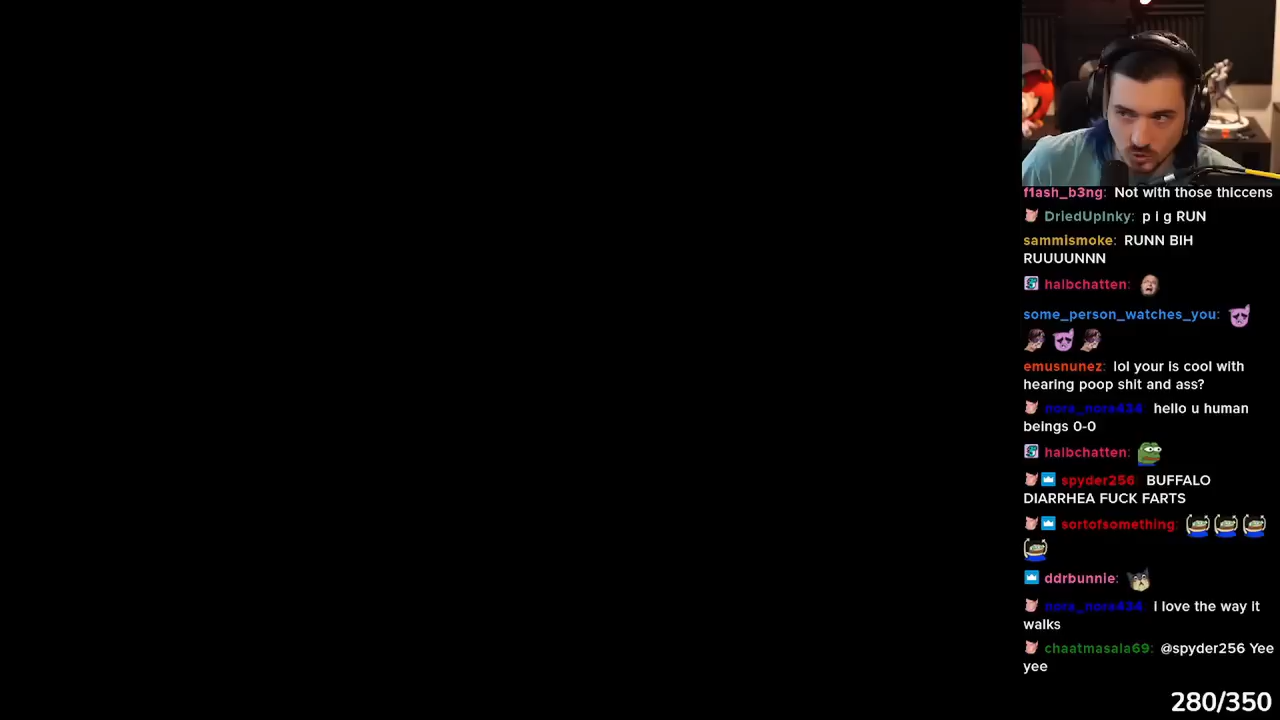 f1ash_b3ng: Not with those thiccens
DriedUpInky: p i g RUN
sammismoke: RUNN BIH
RUUUUNNN
halbchatten:
some_person_watches_you:
emusnunez: lol your is cool with
hearing poop shit and ass?
nora_nora434 hello u human
beings 0-0
halbchatten:
spyder256 BUFFALO
DIARRHEA FUCK FARTS
sortofsomething:
ddrbunnie:
nora_nora434 I love the way it
walks
chaatmasala69: @spyder256 Yee
yee
280/350